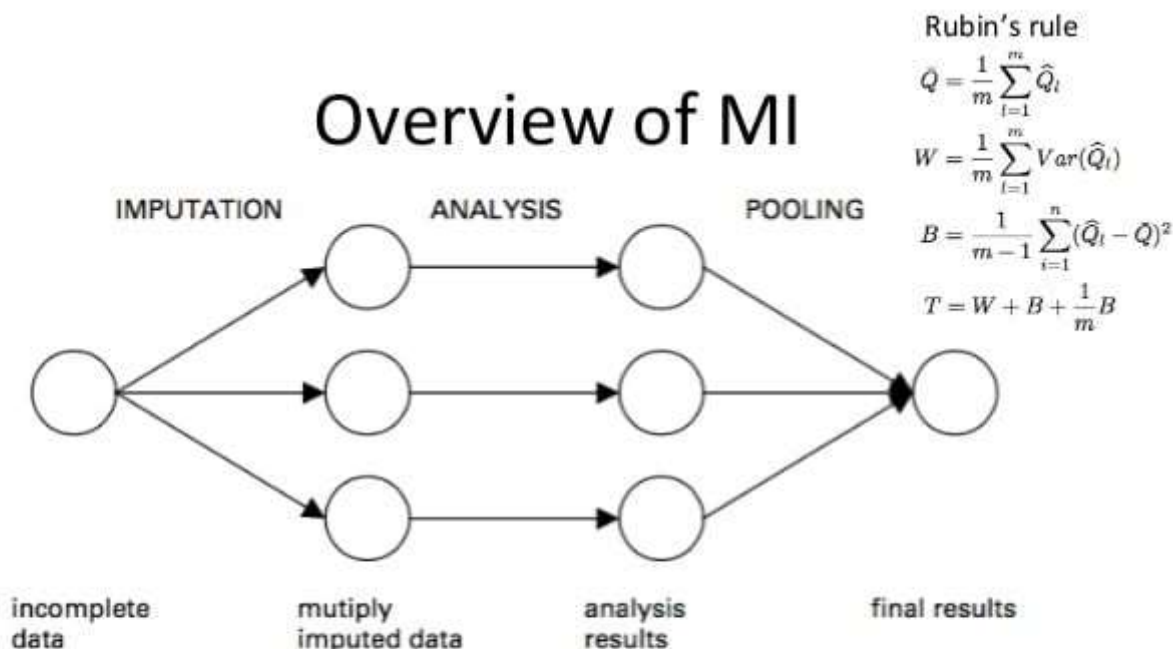 Rubin's rule
Q̄ = 1/m ∑_{l=1}^{m} Q̂_l
Overview of MI
W = 1/m ∑_{l=1}^{m} Var(Q̂_l)
IMPUTATION ANALYSIS POOLING
B = 1/(m − 1) ∑_{i=1}^{n} (Q̂_l − Q̄)²
T = W + B + 1/m B
incomplete data
mutiply imputed data
analysis results
final results